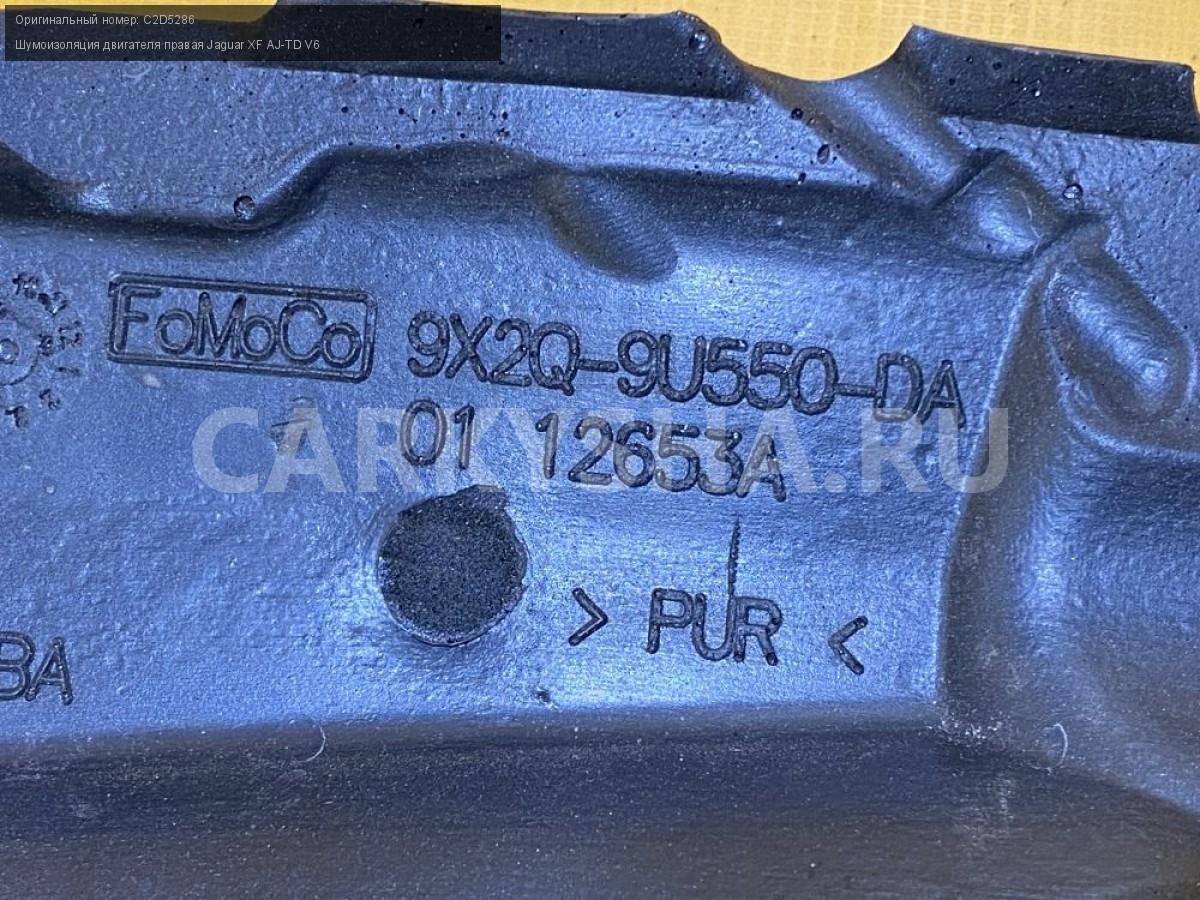 Оригинальный номер: C2D5286
Шумоизоляция двигателя правая Jaguar XF AJ-TD V6
FoMoCo 9X2Q-9U550-DA
01 12653A
CARKYSHA.RU
> PUR <
BA